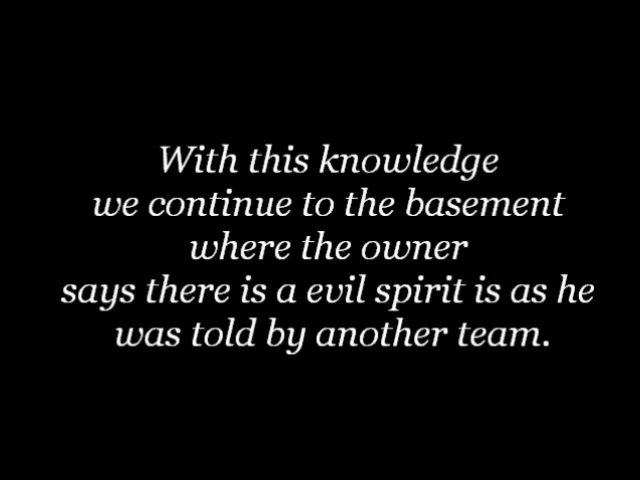 With this knowledge
we continue to the basement
where the owner
says there is a evil spirit is as he
was told by another team.